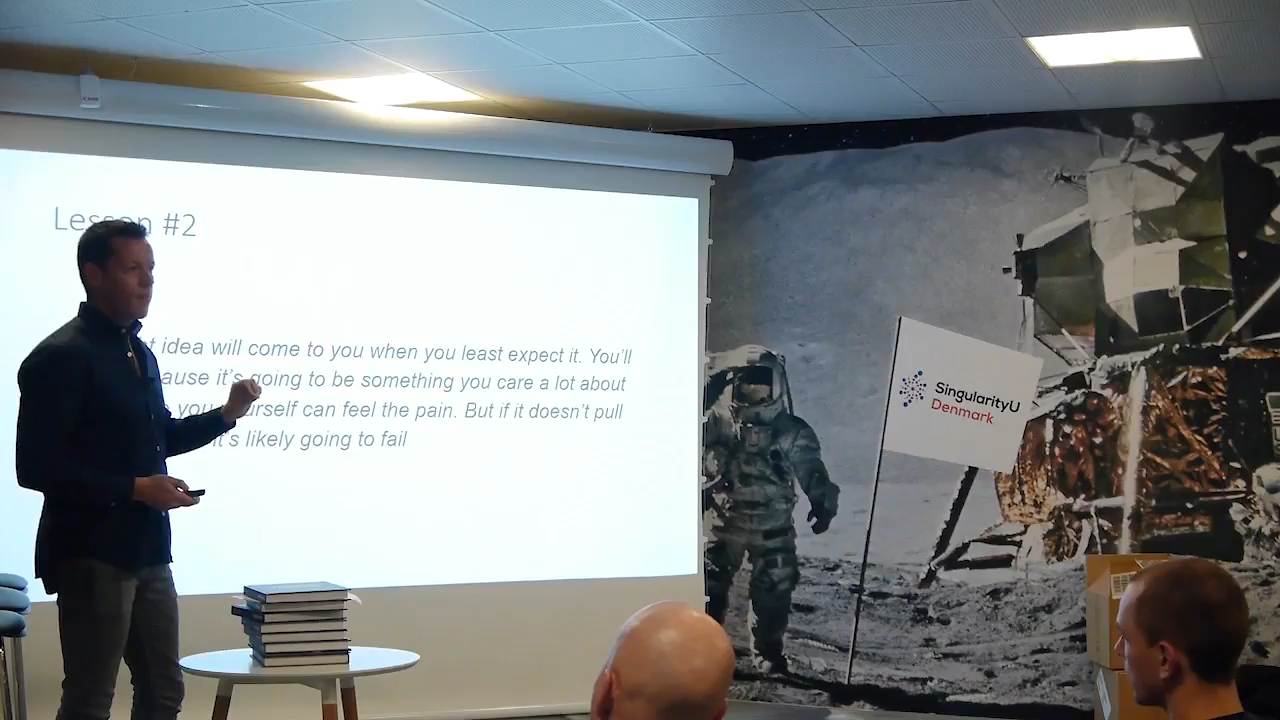 Lesson #2
idea will come to you when you least expect it. You'll
it's going to be something you care a lot about
yourself can feel the pain. But if it doesn't pull
it's likely going to fail
SingularityU
Denmark